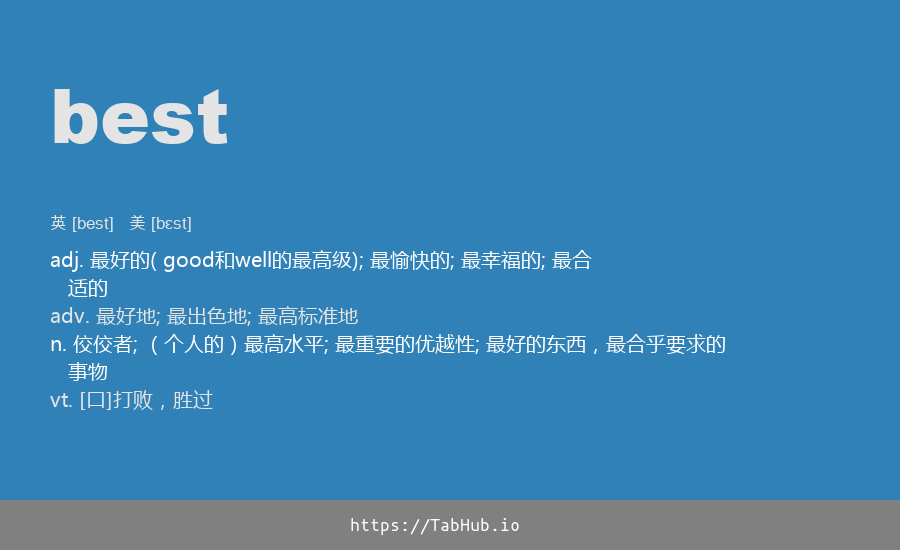 best
英 [best] 美 [bɛst]
adj. 最好的( good和well的最高级); 最愉快的; 最幸福的; 最合
适的
adv. 最好地; 最出色地; 最高标准地
n. 佼佼者; （个人的）最高水平; 最重要的优越性; 最好的东西，最合乎要求的
事物
vt. [口]打败，胜过
https://TabHub.io